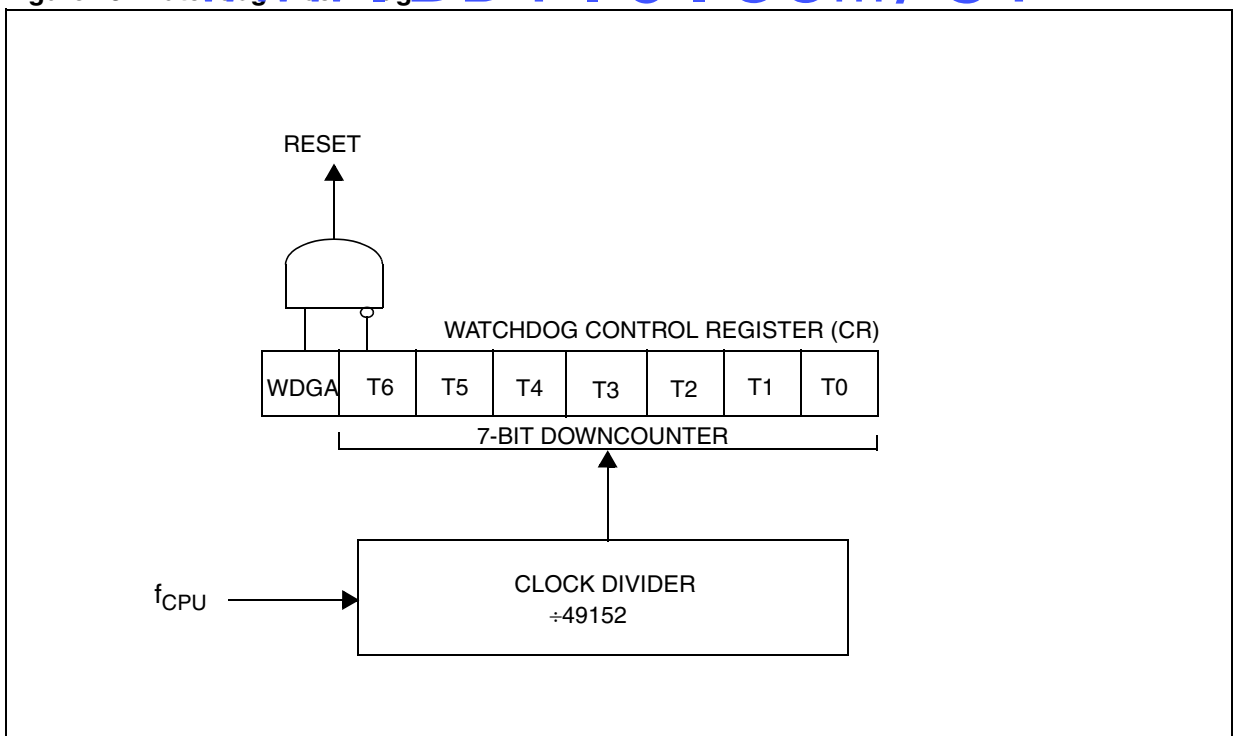 RESET
WATCHDOG CONTROL REGISTER (CR)
WDGA T6 T5 T4 T3 T2 T1 T0
7-BIT DOWNCOUNTER
fCPU
CLOCK DIVIDER
÷49152